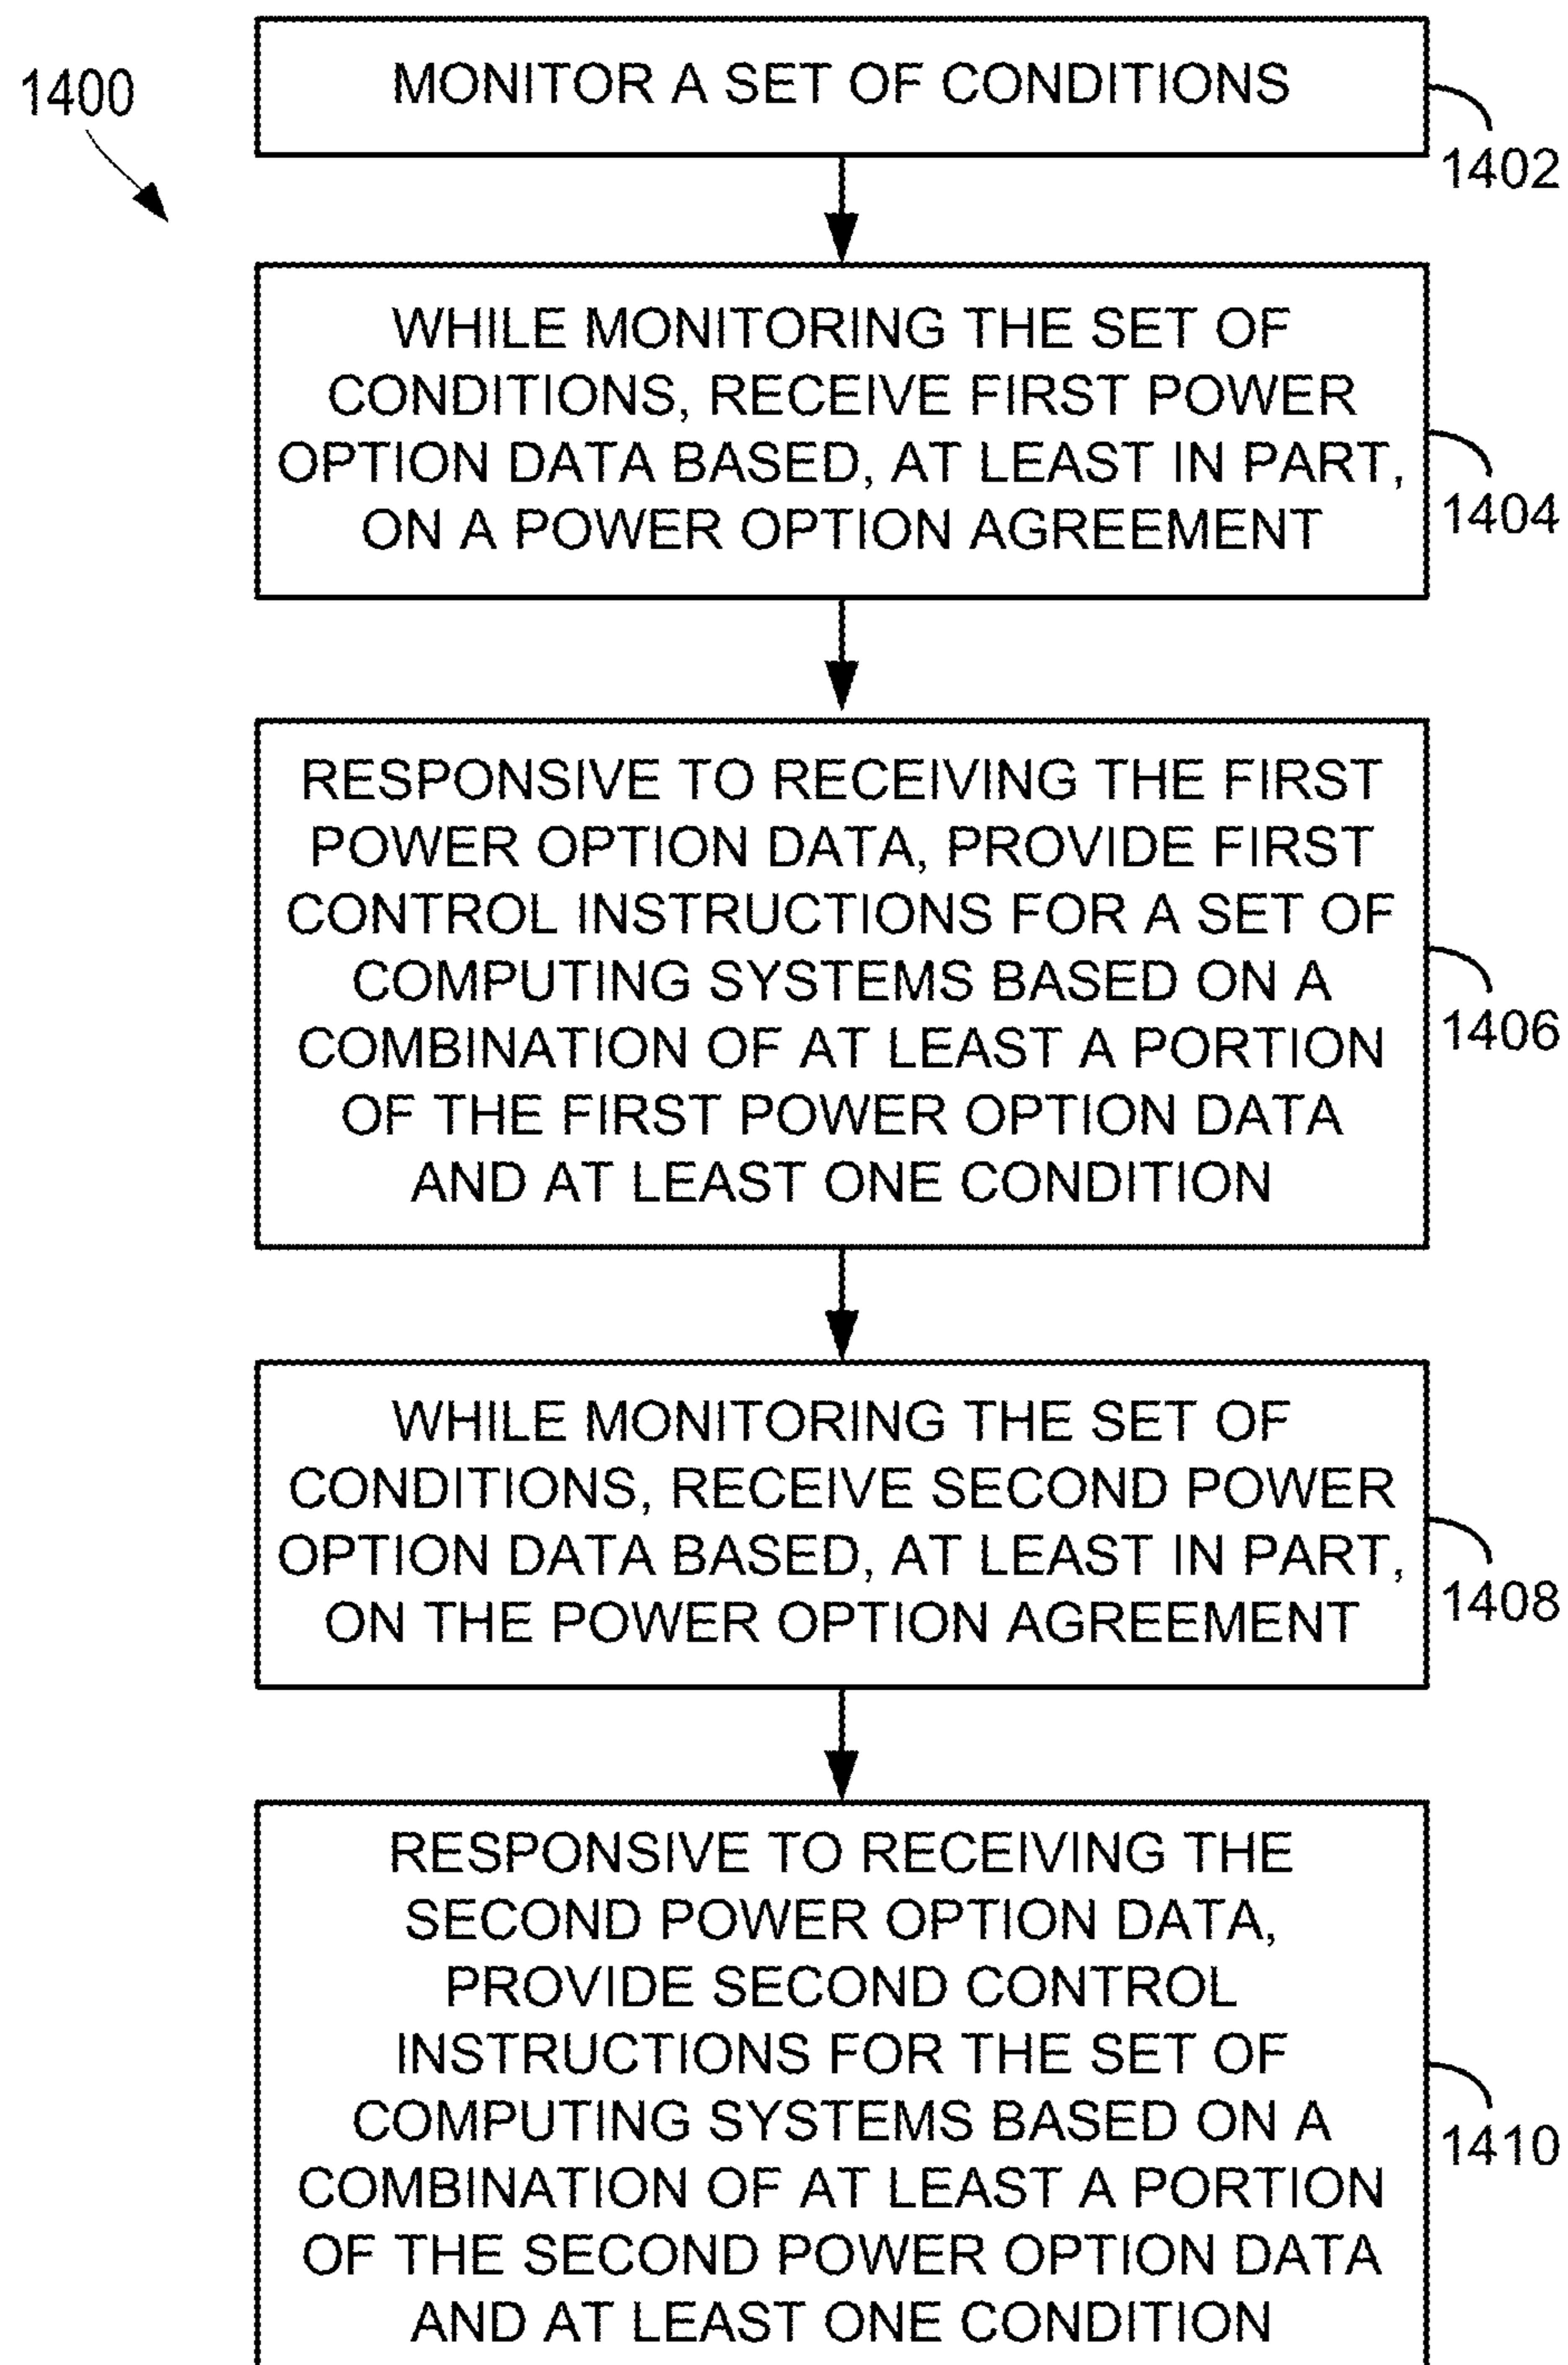 1400
MONITOR A SET OF CONDITIONS
1402
WHILE MONITORING THE SET OF
CONDITIONS, RECEIVE FIRST POWER
OPTION DATA BASED, AT LEAST IN PART,
ON A POWER OPTION AGREEMENT
1404
RESPONSIVE TO RECEIVING THE FIRST
POWER OPTION DATA, PROVIDE FIRST
CONTROL INSTRUCTIONS FOR A SET OF
COMPUTING SYSTEMS BASED ON A
COMBINATION OF AT LEAST A PORTION
OF THE FIRST POWER OPTION DATA
AND AT LEAST ONE CONDITION
1406
WHILE MONITORING THE SET OF
CONDITIONS, RECEIVE SECOND POWER
OPTION DATA BASED, AT LEAST IN PART,
ON THE POWER OPTION AGREEMENT
1408
RESPONSIVE TO RECEIVING THE
SECOND POWER OPTION DATA,
PROVIDE SECOND CONTROL
INSTRUCTIONS FOR THE SET OF
COMPUTING SYSTEMS BASED ON A
COMBINATION OF AT LEAST A PORTION
OF THE SECOND POWER OPTION DATA
AND AT LEAST ONE CONDITION
1410